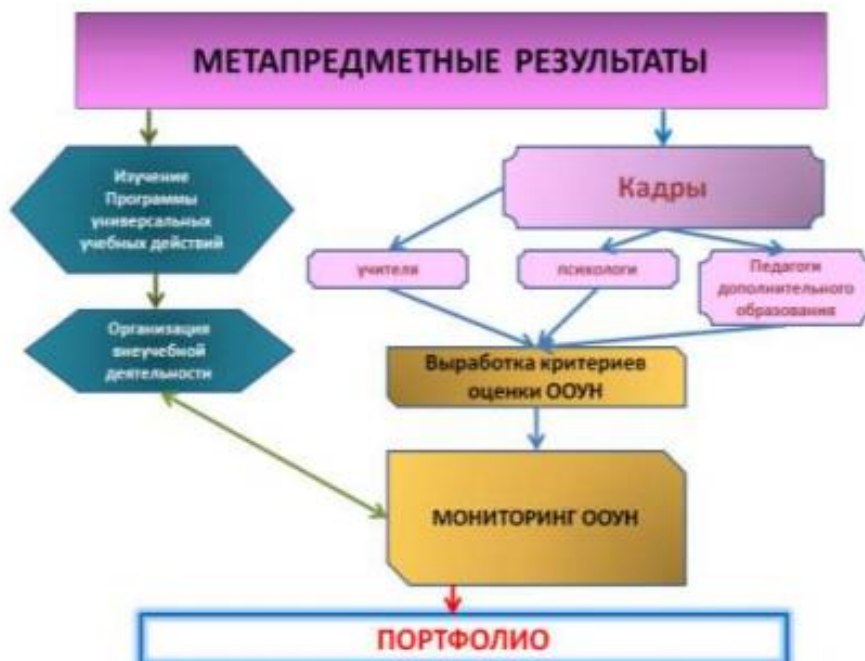 МЕТАПРЕДМЕТНЫЕ РЕЗУЛЬТАТЫ
Изучение
Программы
универсальных
учебных действий
Кадры
учителя
психологи
Педагоги
дополнительного
образования
Организация
внеучебной
деятельности
Выработка критериев
оценки ООУН
МОНИТОРИНГ ООУН
ПОРТФОЛИО